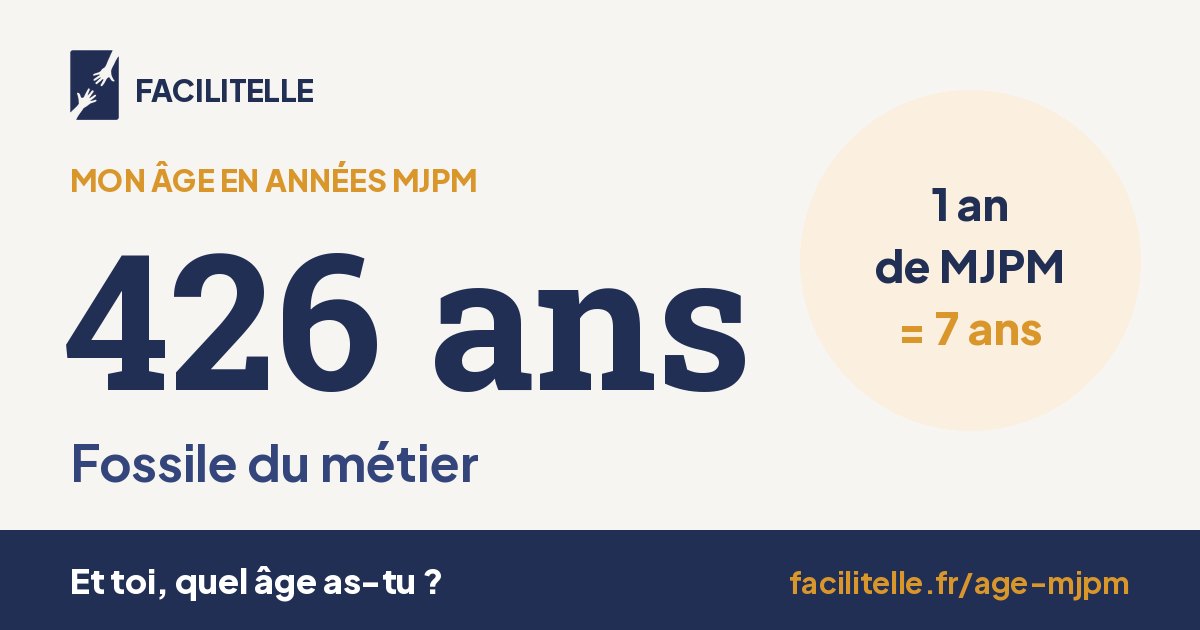 FACILITELLE
MON ÂGE EN ANNÉES MJPM
426 ans
Fossile du métier
1 an
de MJPM
= 7 ans
Et toi, quel âge as-tu ?
facilitelle.fr/age-mjpm